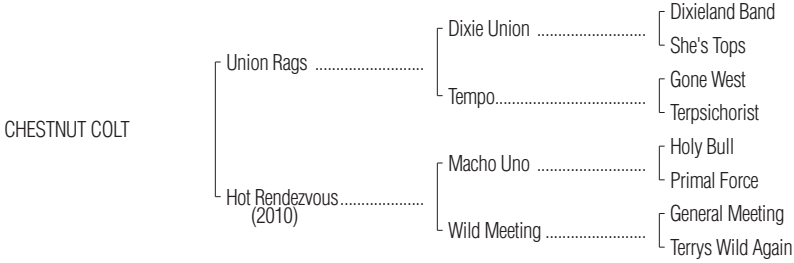 Dixieland Band
Dixie Union ..........................
She's Tops
Union Rags ..........................
Gone West
Tempo....................................
Terpsichorist
CHESTNUT COLT
Holy Bull
Macho Uno ..........................
Primal Force
Hot Rendezvous....................
(2010)
General Meeting
Wild Meeting ........................
Terrys Wild Again